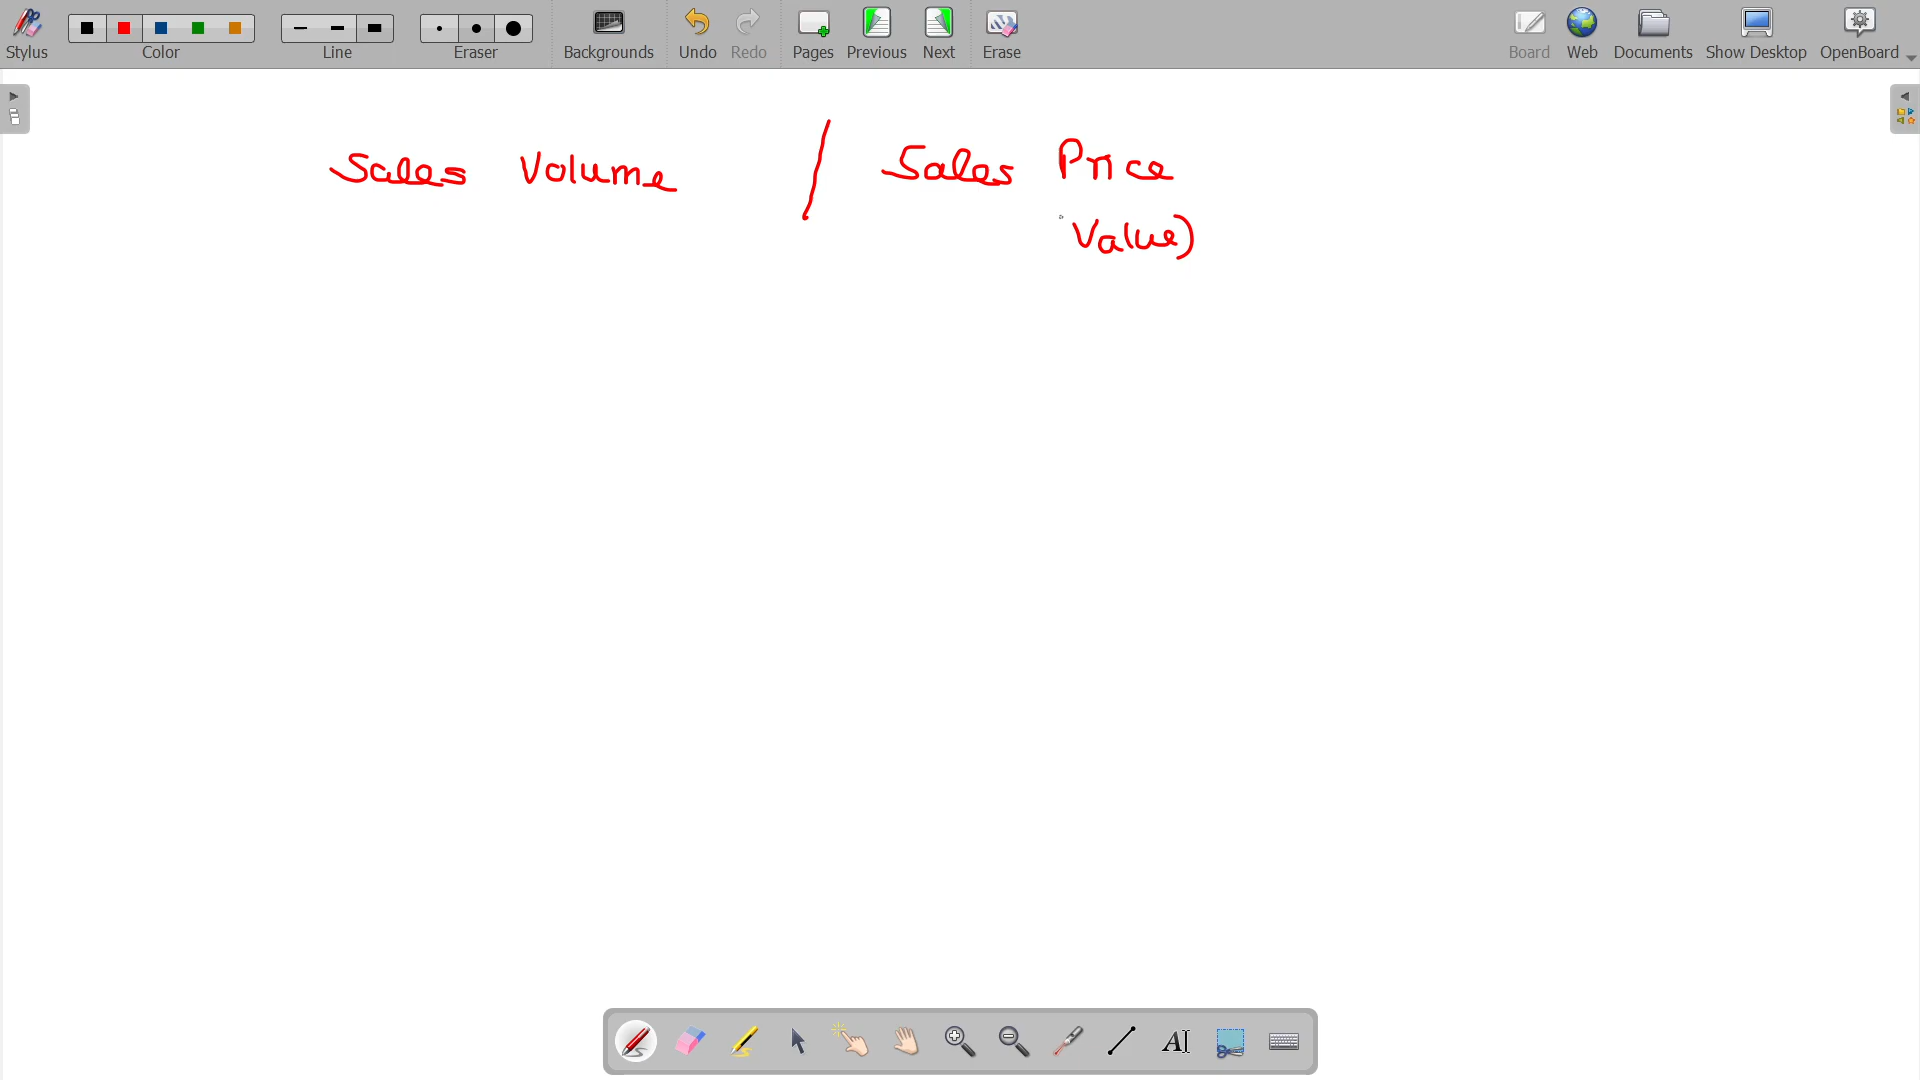 Stylus Color Line Eraser Backgrounds Undo Redo Pages Previous Next Erase Board Web Documents Show Desktop OpenBoard
Sales Volume / Sales Price
Value)